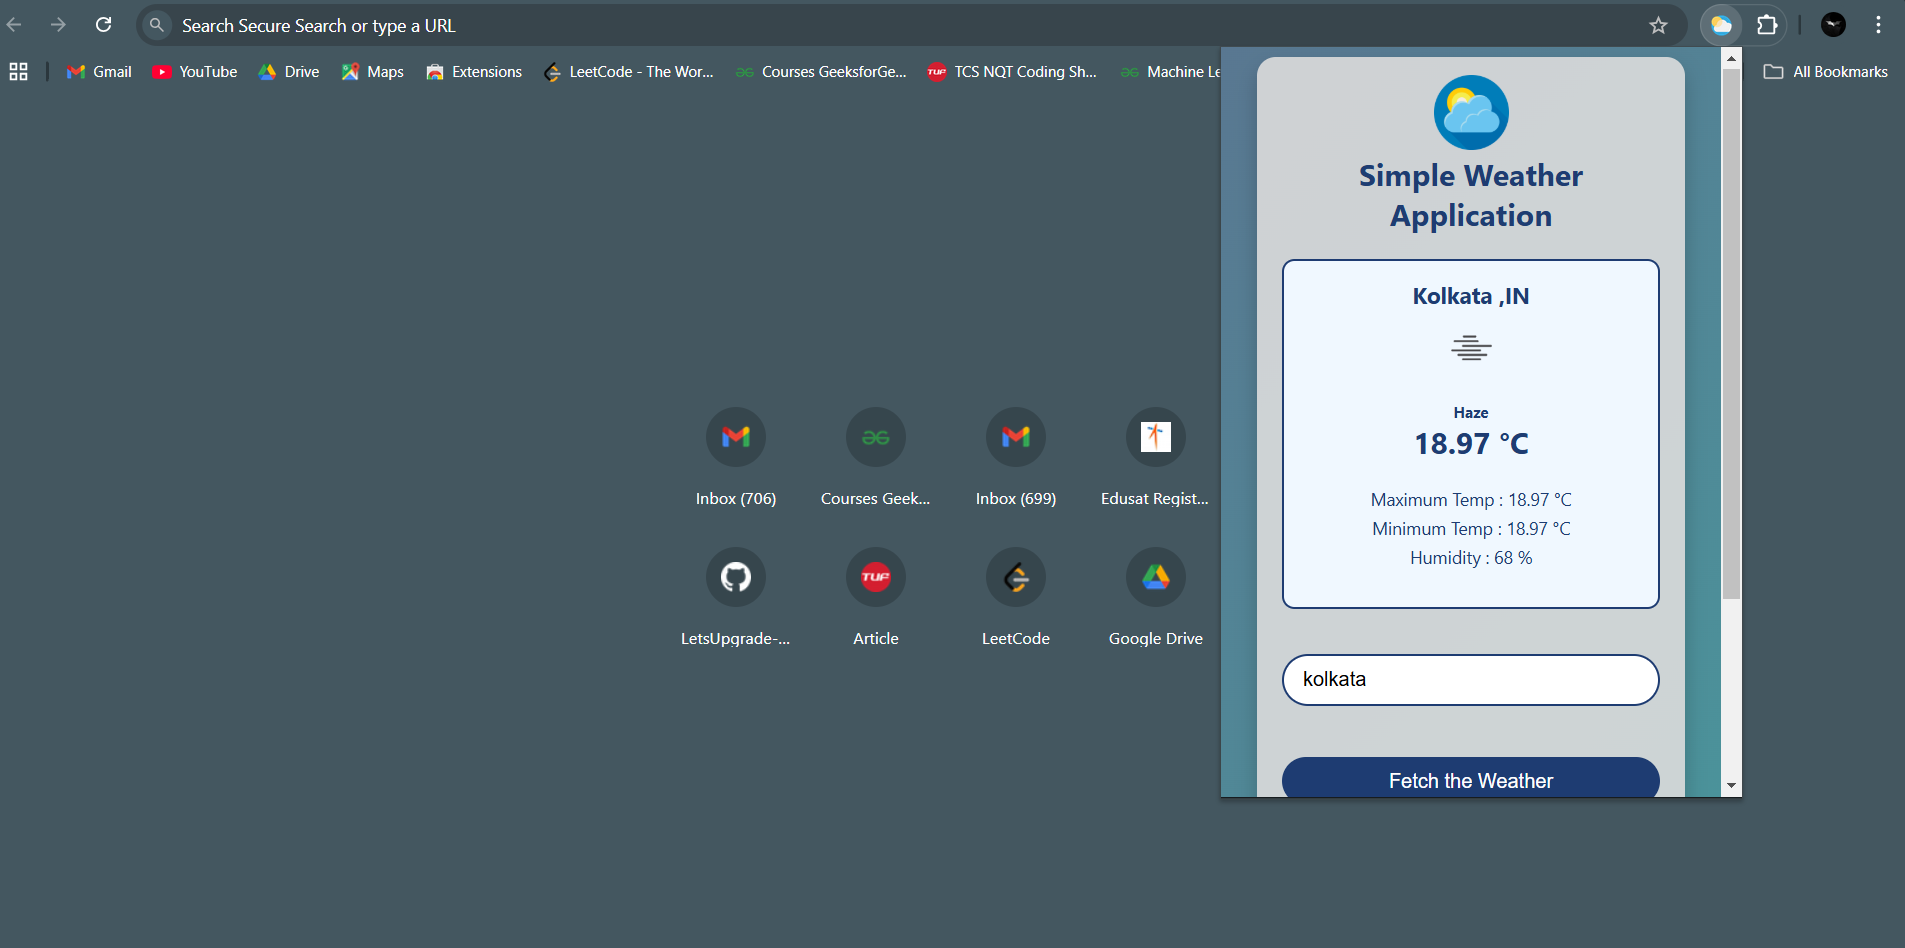 Search Secure Search or type a URL
Gmail
YouTube
Drive
Maps
Extensions
LeetCode - The Wor...
Courses GeeksforGe...
TCS NQT Coding Sh...
Machine Le
All Bookmarks
Inbox (706)
Courses Geek...
Inbox (699)
Edusat Regist...
TUF
LetsUpgrade-...
Article
LeetCode
Google Drive
Simple Weather
Application
Kolkata ,IN
Haze
18.97 °C
Maximum Temp : 18.97 °C
Minimum Temp : 18.97 °C
Humidity : 68 %
kolkata
Fetch the Weather